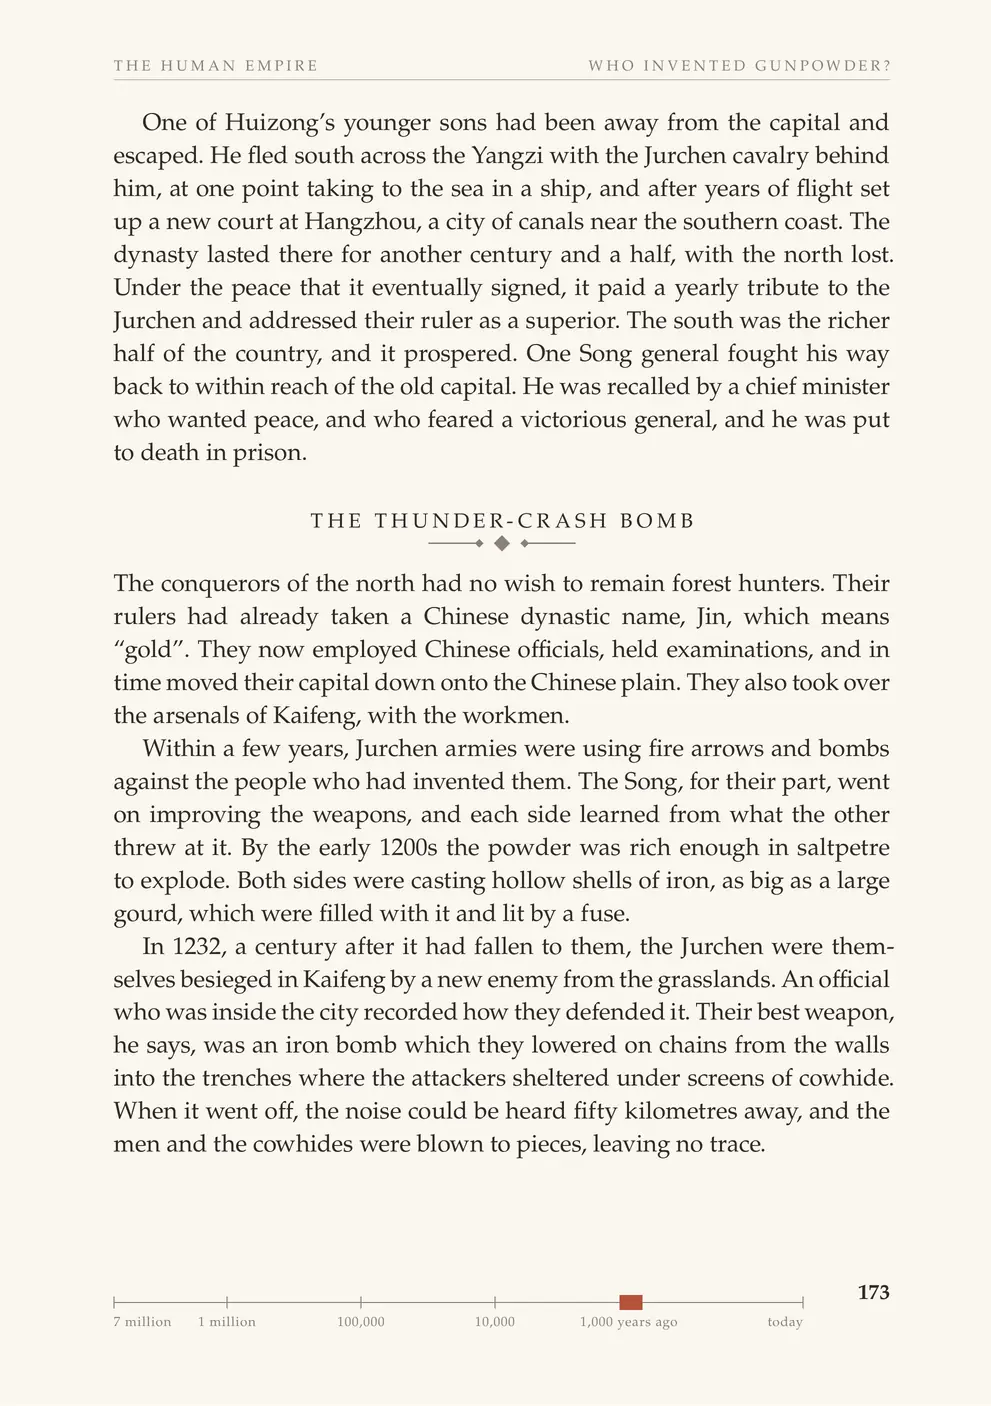 THE HUMAN EMPIRE
WHO INVENTED GUNPOWDER?
One of Huizong’s younger sons had been away from the capital and
escaped. He fled south across the Yangzi with the Jurchen cavalry behind
him, at one point taking to the sea in a ship, and after years of flight set
up a new court at Hangzhou, a city of canals near the southern coast. The
dynasty lasted there for another century and a half, with the north lost.
Under the peace that it eventually signed, it paid a yearly tribute to the
Jurchen and addressed their ruler as a superior. The south was the richer
half of the country, and it prospered. One Song general fought his way
back to within reach of the old capital. He was recalled by a chief minister
who wanted peace, and who feared a victorious general, and he was put
to death in prison.
THE THUNDER-CRASH BOMB
The conquerors of the north had no wish to remain forest hunters. Their
rulers had already taken a Chinese dynastic name, Jin, which means
“gold”. They now employed Chinese officials, held examinations, and in
time moved their capital down onto the Chinese plain. They also took over
the arsenals of Kaifeng, with the workmen.
Within a few years, Jurchen armies were using fire arrows and bombs
against the people who had invented them. The Song, for their part, went
on improving the weapons, and each side learned from what the other
threw at it. By the early 1200s the powder was rich enough in saltpetre
to explode. Both sides were casting hollow shells of iron, as big as a large
gourd, which were filled with it and lit by a fuse.
In 1232, a century after it had fallen to them, the Jurchen were them-
selves besieged in Kaifeng by a new enemy from the grasslands. An official
who was inside the city recorded how they defended it. Their best weapon,
he says, was an iron bomb which they lowered on chains from the walls
into the trenches where the attackers sheltered under screens of cowhide.
When it went off, the noise could be heard fifty kilometres away, and the
men and the cowhides were blown to pieces, leaving no trace.
173
7 million 1 million 100,000 10,000 1,000 years ago today